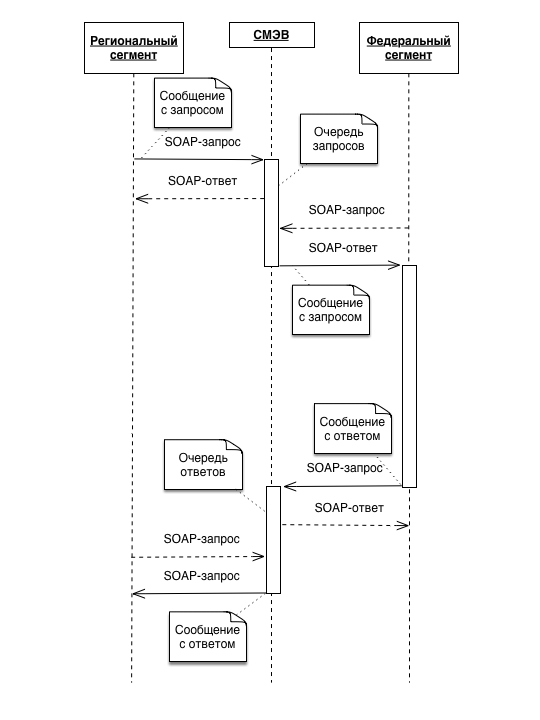 Региональный
сегмент
СМЭВ
Федеральный
сегмент
Сообщение
с запросом
Очередь
запросов
SOAP-запрос
SOAP-ответ
SOAP-запрос
SOAP-ответ
Сообщение
с запросом
Сообщение
с ответом
Очередь
ответов
SOAP-запрос
SOAP-ответ
SOAP-запрос
SOAP-запрос
Сообщение
с ответом